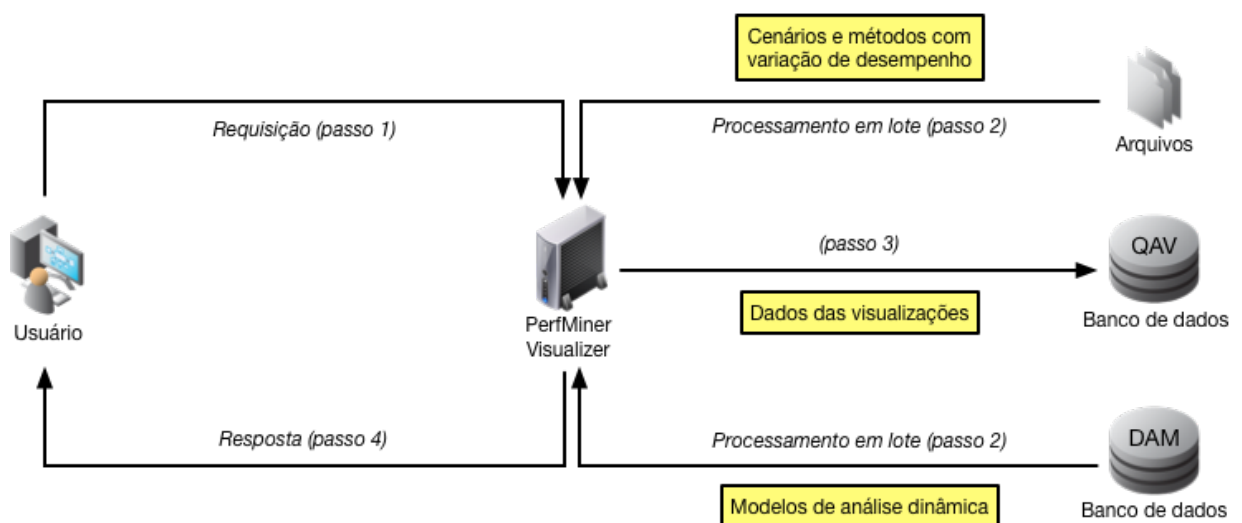 Cenários e métodos com
variação de desempenho
Requisição (passo 1)
Processamento em lote (passo 2)
Arquivos
(passo 3)
QAV
Usuário
PerfMiner
Visualizer
Dados das visualizações
Banco de dados
Resposta (passo 4)
Processamento em lote (passo 2)
DAM
Modelos de análise dinâmica
Banco de dados